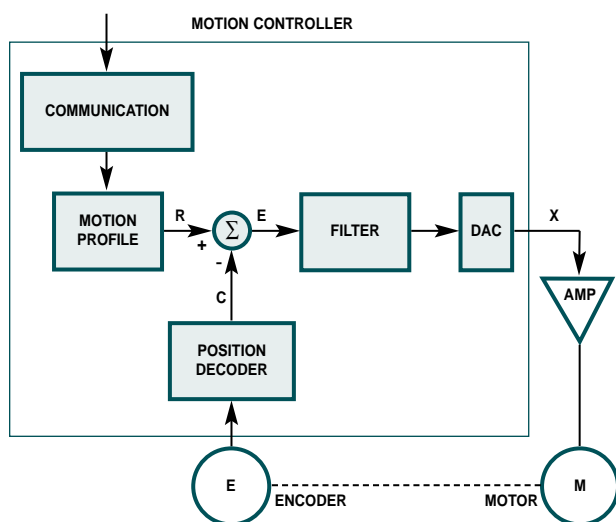 MOTION CONTROLLER
COMMUNICATION
MOTION
PROFILE
R
+
-
Σ
E
FILTER
DAC
X
AMP
C
POSITION
DECODER
E
ENCODER
MOTOR
M